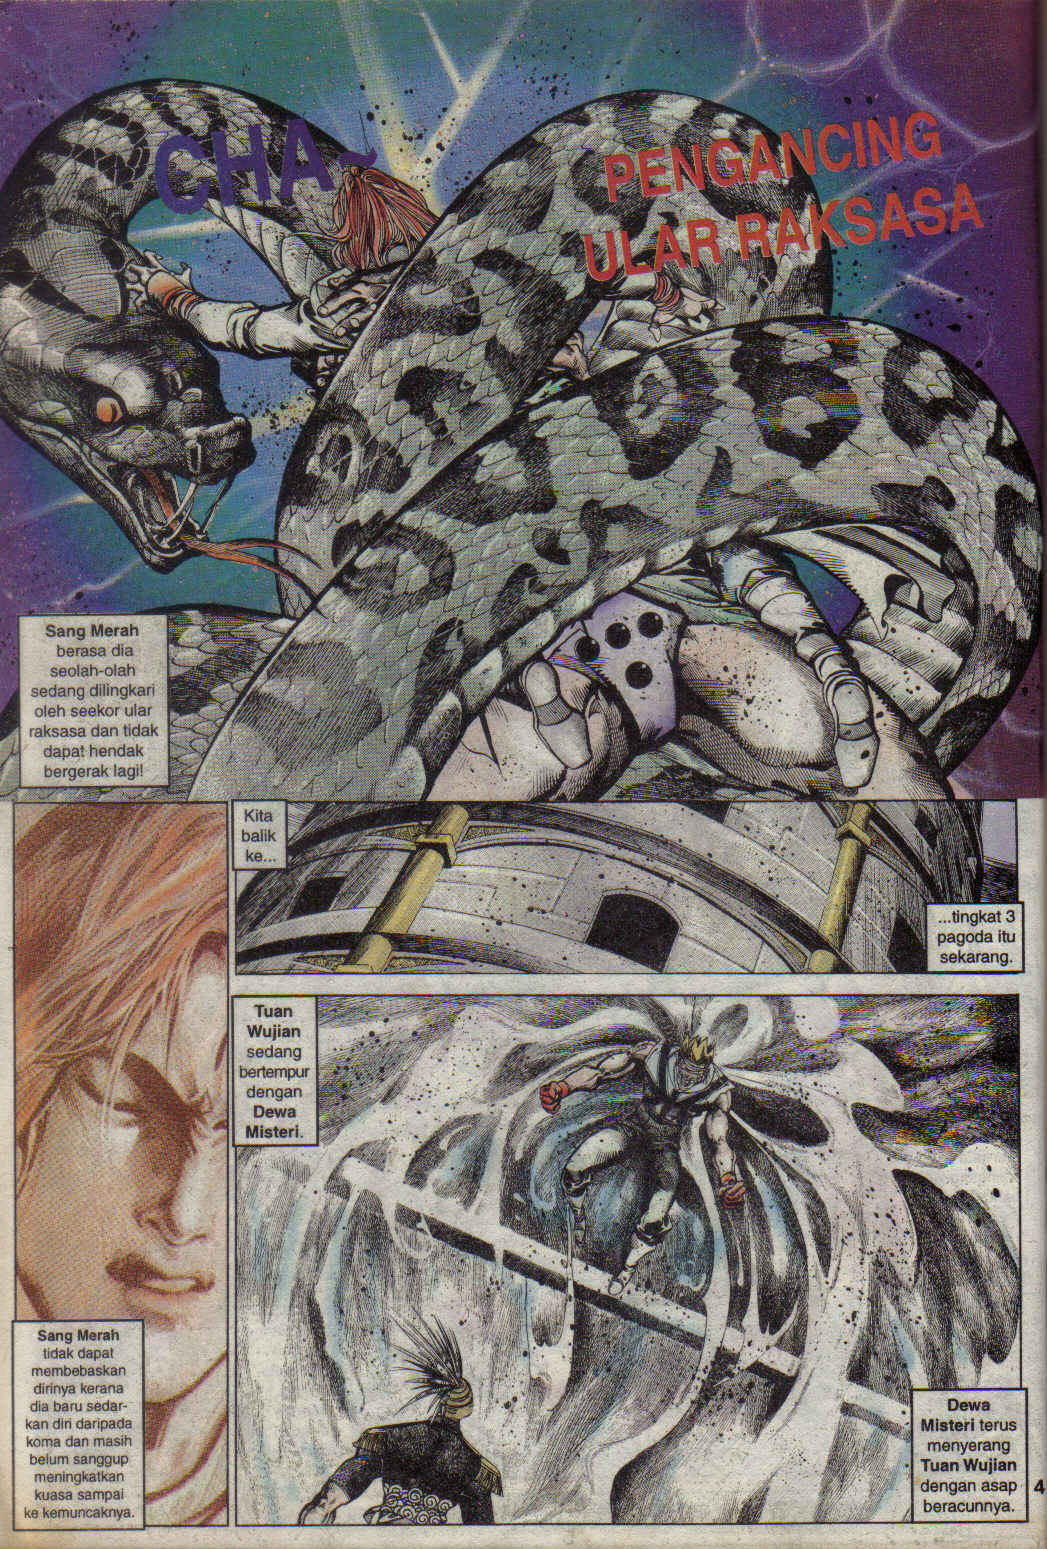 CHA~
PENGANCING
ULAR RAKSASA
Sang Merah
berasa dia
seolah-olah
sedang dilingkari
oleh seekor ular
raksasa dan tidak
dapat hendak
bergerak lagi!
Kita
balik
ke...
...tingkat 3
pagoda itu
sekarang.
Tuan
Wujian
sedang
bertempur
dengan
Dewa
Misteri.
Sang Merah
tidak dapat
membebaskan
dirinya kerana
dia baru sedar-
kan diri daripada
koma dan masih
belum sanggup
meningkatkan
kuasa sampai
ke kemuncaknya.
Dewa
Misteri terus
menyerang
Tuan Wujian
dengan asap
beracunnya.
4